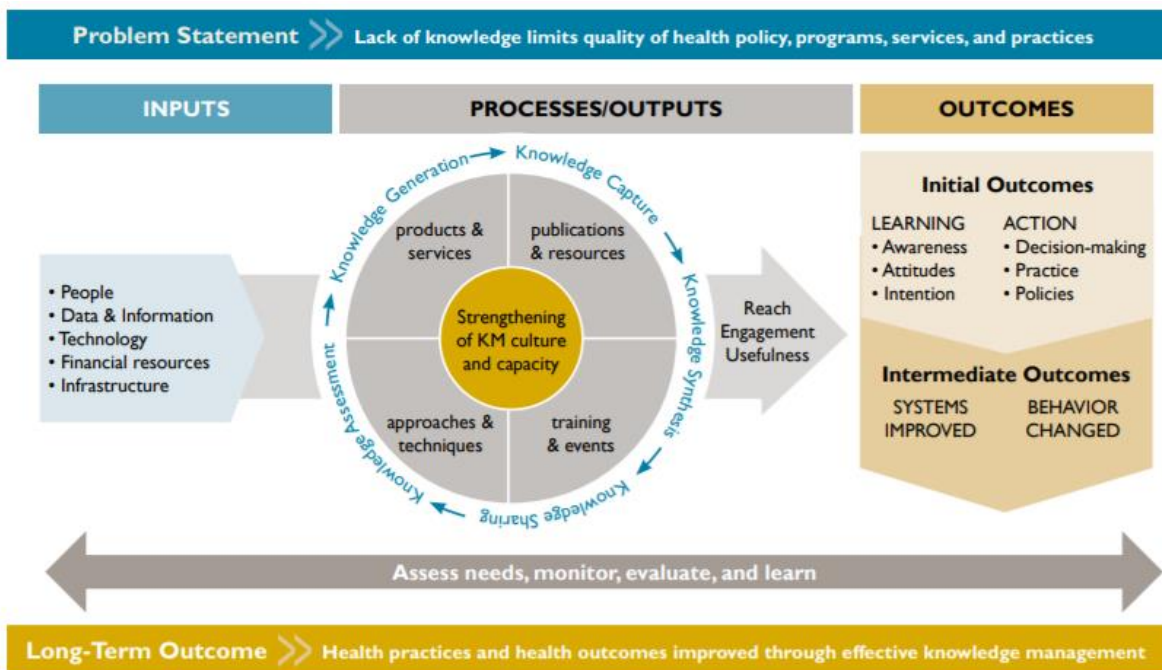 Problem Statement >> Lack of knowledge limits quality of health policy, programs, services, and practices
INPUTS
PROCESSES/OUTPUTS
OUTCOMES
• People
• Data & Information
• Technology
• Financial resources
• Infrastructure
Knowledge Generation
Knowledge Capture
Knowledge Synthesis
Knowledge Sharing
Knowledge Assessment
products &
services
publications
& resources
Strengthening
of KM culture
and capacity
approaches &
techniques
training
& events
Reach
Engagement
Usefulness
Initial Outcomes
LEARNING
• Awareness
• Attitudes
• Intention
ACTION
• Decision-making
• Practice
• Policies
Intermediate Outcomes
SYSTEMS
IMPROVED
BEHAVIOR
CHANGED
Assess needs, monitor, evaluate, and learn
Long-Term Outcome >> Health practices and health outcomes improved through effective knowledge management